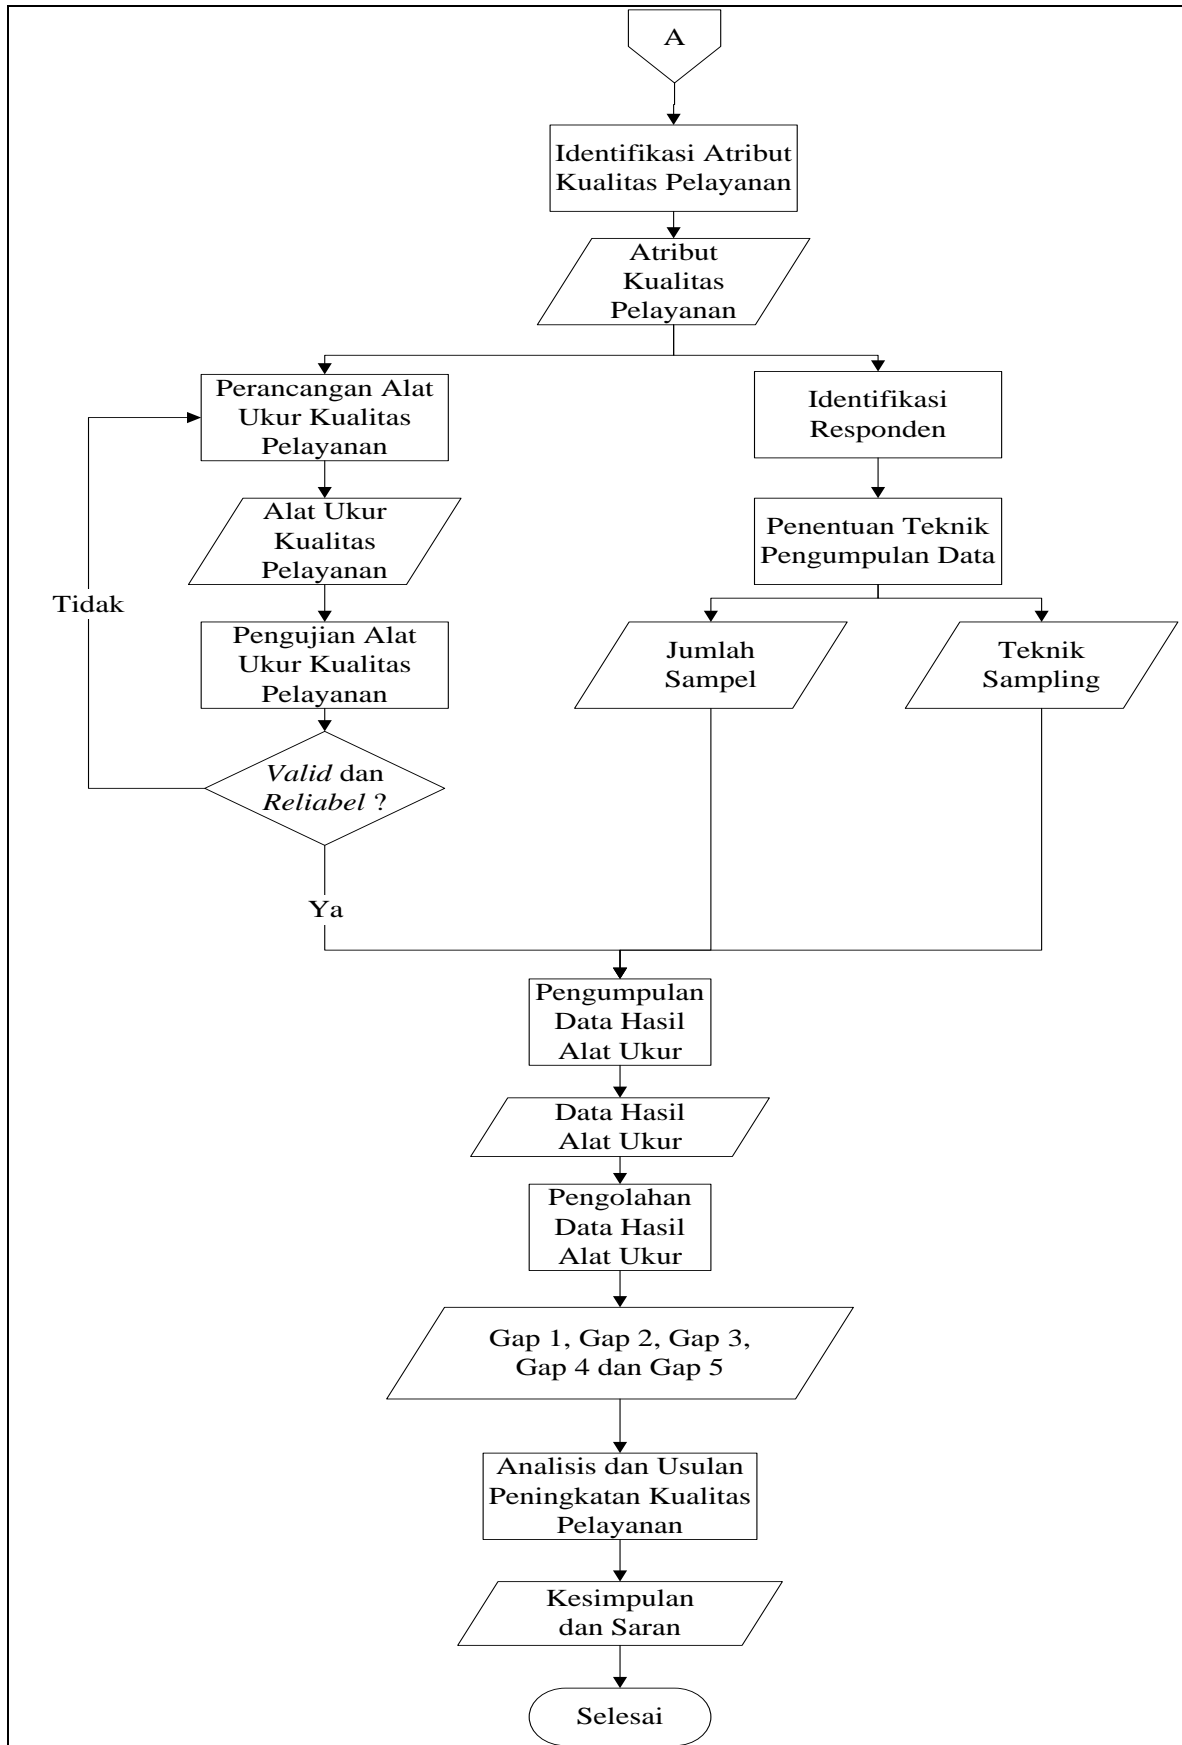 A
Identifikasi Atribut
Kualitas Pelayanan
Atribut
Kualitas
Pelayanan
Perancangan Alat
Ukur Kualitas
Pelayanan
Identifikasi
Responden
Alat Ukur
Kualitas
Pelayanan
Penentuan Teknik
Pengumpulan Data
Tidak
Pengujian Alat
Ukur Kualitas
Pelayanan
Jumlah
Sampel
Teknik
Sampling
Valid dan
Reliabel ?
Ya
Pengumpulan
Data Hasil
Alat Ukur
Data Hasil
Alat Ukur
Pengolahan
Data Hasil
Alat Ukur
Gap 1, Gap 2, Gap 3,
Gap 4 dan Gap 5
Analisis dan Usulan
Peningkatan Kualitas
Pelayanan
Kesimpulan
dan Saran
Selesai